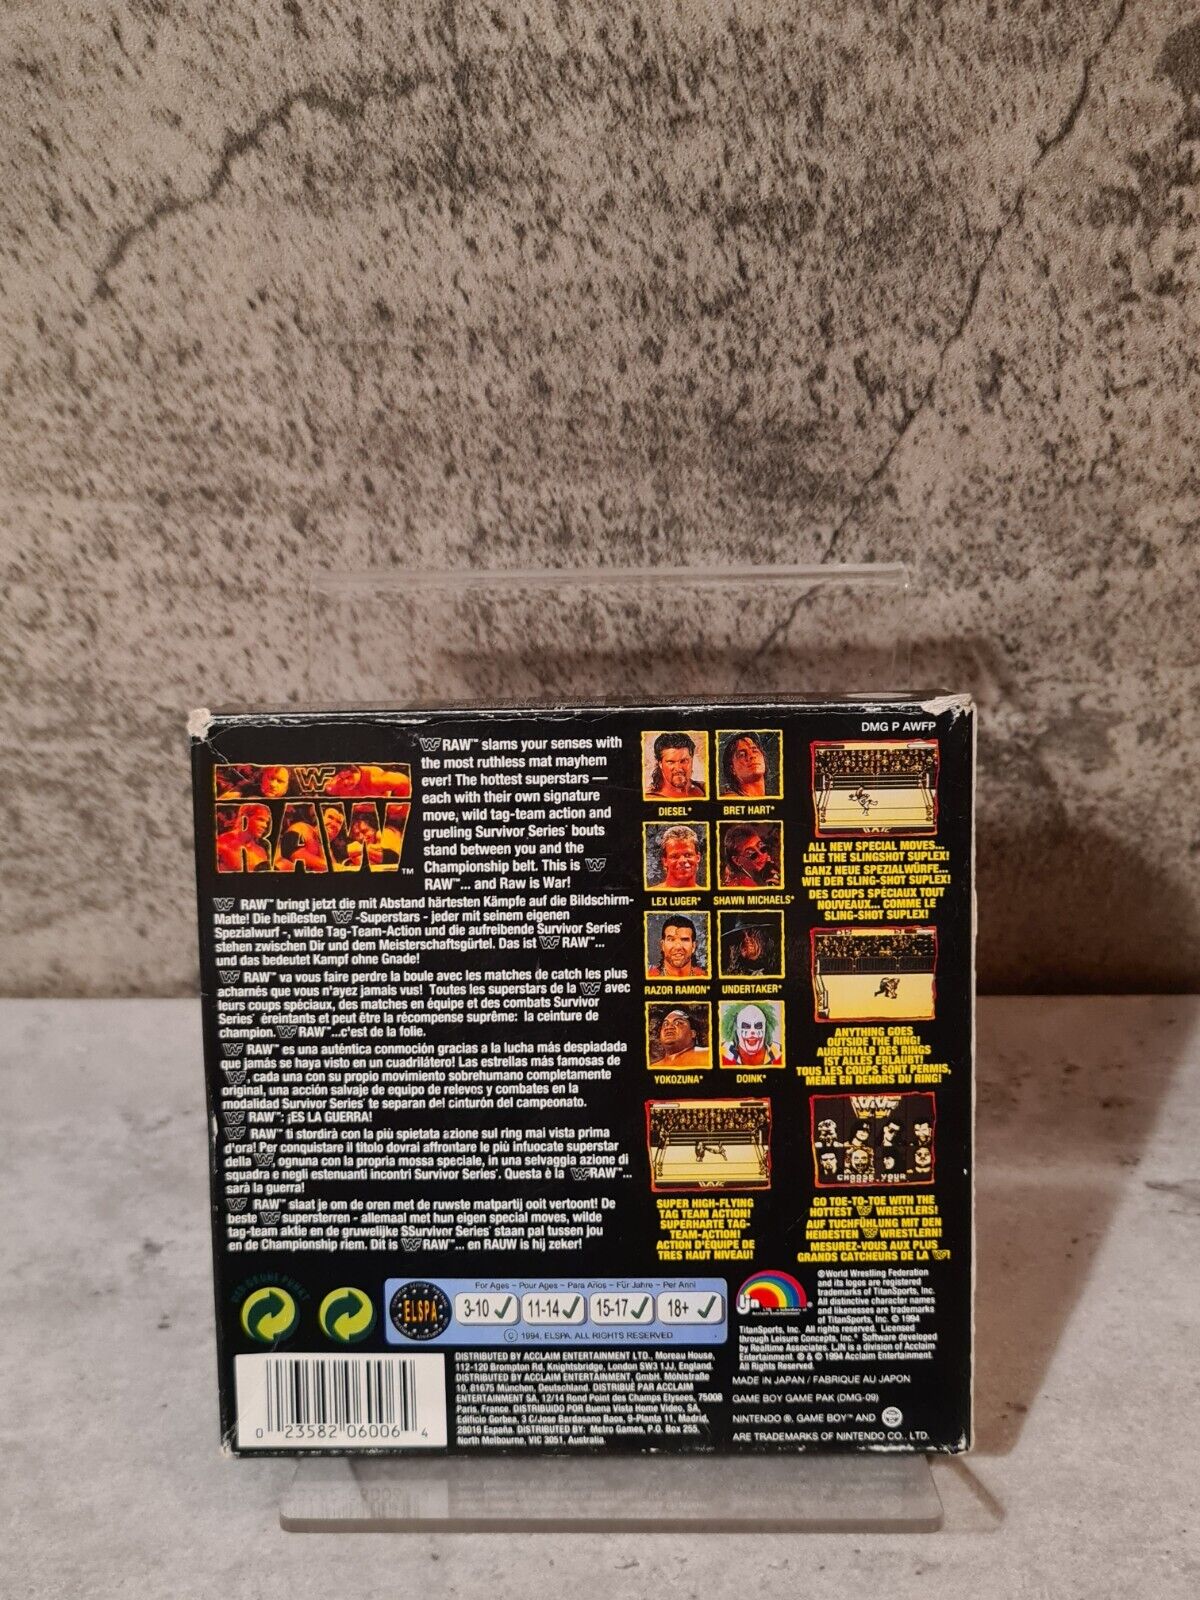 DMG P AWFP
WF
RAW™
WF RAW™ slams your senses with
the most ruthless mat mayhem
ever! The hottest superstars —
each with their own signature
move, wild tag-team action and
grueling Survivor Series* bouts
stand between you and the
Championship belt. This is WF
RAW™... and Raw is War!
WF RAW™ bringt jetzt die mit Abstand härtesten Kämpfe auf die Bildschirm-
Matte! Die heißesten WF -Superstars - jeder mit seinem eigenen
Spezialwurf -, wilde Tag-Team-Action und die aufreibende Survivor Series*
stehen zwischen Dir und dem Meisterschaftsgürtel. Das ist WF RAW™...
und das bedeutet Kampf ohne Gnade!
WF RAW™ va vous faire perdre la boule avec les matches de catch les plus
acharnés que vous n'ayez jamais vus! Toutes les superstars de la WF avec
leurs coups spéciaux, des matches en équipe et des combats Survivor
Series* éreintants et peut être la récompense suprême: la ceinture de
champion. WF RAW™...c'est de la folie.
WF RAW™ es una auténtica conmoción gracias a la lucha más despiadada
que jamás se haya visto en un cuadrilátero! Las estrellas más famosas de
WF, cada una con su propio movimiento sobrehumano completamente
original, una acción salvaje de equipo de relevos y combates en la
modalidad Survivor Series* te separan del cinturón del campeonato.
WF RAW™: ¡ES LA GUERRA!
WF RAW™ ti stordirà con la più spietata azione sul ring mai vista prima
d'ora! Per conquistare il titolo dovrai affrontare le più infuocate superstar
della WF, ognuna con la propria mossa speciale, in una selvaggia azione di
squadra e negli estenuanti incontri Survivor Series*. Questa è la WF RAW™...
sarà la guerra!
WF RAW™ slaat je om de oren met de ruwste matpartij ooit vertoont! De
beste WF supersterren - allemaal met hun eigen special moves, wilde
tag-team aktie en de gruwelijke SSurvivor Series* staan pal tussen jou
en de Championship riem. Dit is WF RAW™... en RAUW is hij zeker!
DIESEL* BRET HART*
LEX LUGER* SHAWN MICHAELS*
RAZOR RAMON* UNDERTAKER*
YOKOZUNA* DOINK*
SUPER HIGH-FLYING
TAG TEAM ACTION!
SUPERHARTE TAG-
TEAM-ACTION!
ACTION D'ÉQUIPE DE
TRES HAUT NIVEAU!
ALL NEW SPECIAL MOVES...
LIKE THE SLINGSHOT SUPLEX!
GANZ NEUE SPEZIALWÜRFE...
WIE DER SLING-SHOT SUPLEX!
DES COUPS SPÉCIAUX TOUT
NOUVEAUX... COMME LE
SLING-SHOT SUPLEX!
ANYTHING GOES
OUTSIDE THE RING!
AUßERHALB DES RINGS
IST ALLES ERLAUBT!
TOUS LES COUPS SONT PERMIS,
MEME EN DEHORS DU RING!
CHOOSE YOUR
GO TOE-TO-TOE WITH THE
HOTTEST WF WRESTLERS!
AUF TUCHFÜHLUNG MIT DEN
HEIßESTEN WF WRESTLERN!
MESUREZ-VOUS AUX PLUS
GRANDS CATCHEURS DE LA WF!
DER GRÜNE PUNKT
ELSPA
For Ages – Pour Ages – Para Años – Für Jahre – Per Anni
3-10 11-14 15-17 18+
© 1994, ELSPA. ALL RIGHTS RESERVED
0 23582 06006 4
DISTRIBUTED BY ACCLAIM ENTERTAINMENT LTD., Moreau House,
112-120 Brompton Rd, Knightsbridge, London SW3 1JJ, England.
DISTRIBUTED BY ACCLAIM ENTERTAINMENT, GmbH. Möhlstraße
10, 81675 München, Deutschland. DISTRIBUÉ PAR ACCLAIM
ENTERTAINMENT SA, 12/14 Rond Point des Champs Elysees, 75008
Paris, France. DISTRIBUIDO POR Buena Vista Home Video, SA,
Edificio Gorbea, 3 C/Jose Bardasano Baos, 9-Planta 11, Madrid,
28016 España. DISTRIBUTED BY: Metro Games, P.O. Box 255,
North Melbourne, VIC 3051, Australia.
LJN
®World Wrestling Federation
and its logos are registered
trademarks of TitanSports, Inc.
All distinctive character names
and likenesses are trademarks
of TitanSports, Inc. © 1994
TitanSports, Inc. All rights reserved. Licensed
through Leisure Concepts, Inc.* Software developed
by Realtime Associates. LJN is a division of Acclaim
Entertainment. ® & © 1994 Acclaim Entertainment.
All Rights Reserved.
MADE IN JAPAN / FABRIQUE AU JAPON
GAME BOY GAME PAK (DMG-09)
NINTENDO ®, GAME BOY™ AND
ARE TRADEMARKS OF NINTENDO CO., LTD.